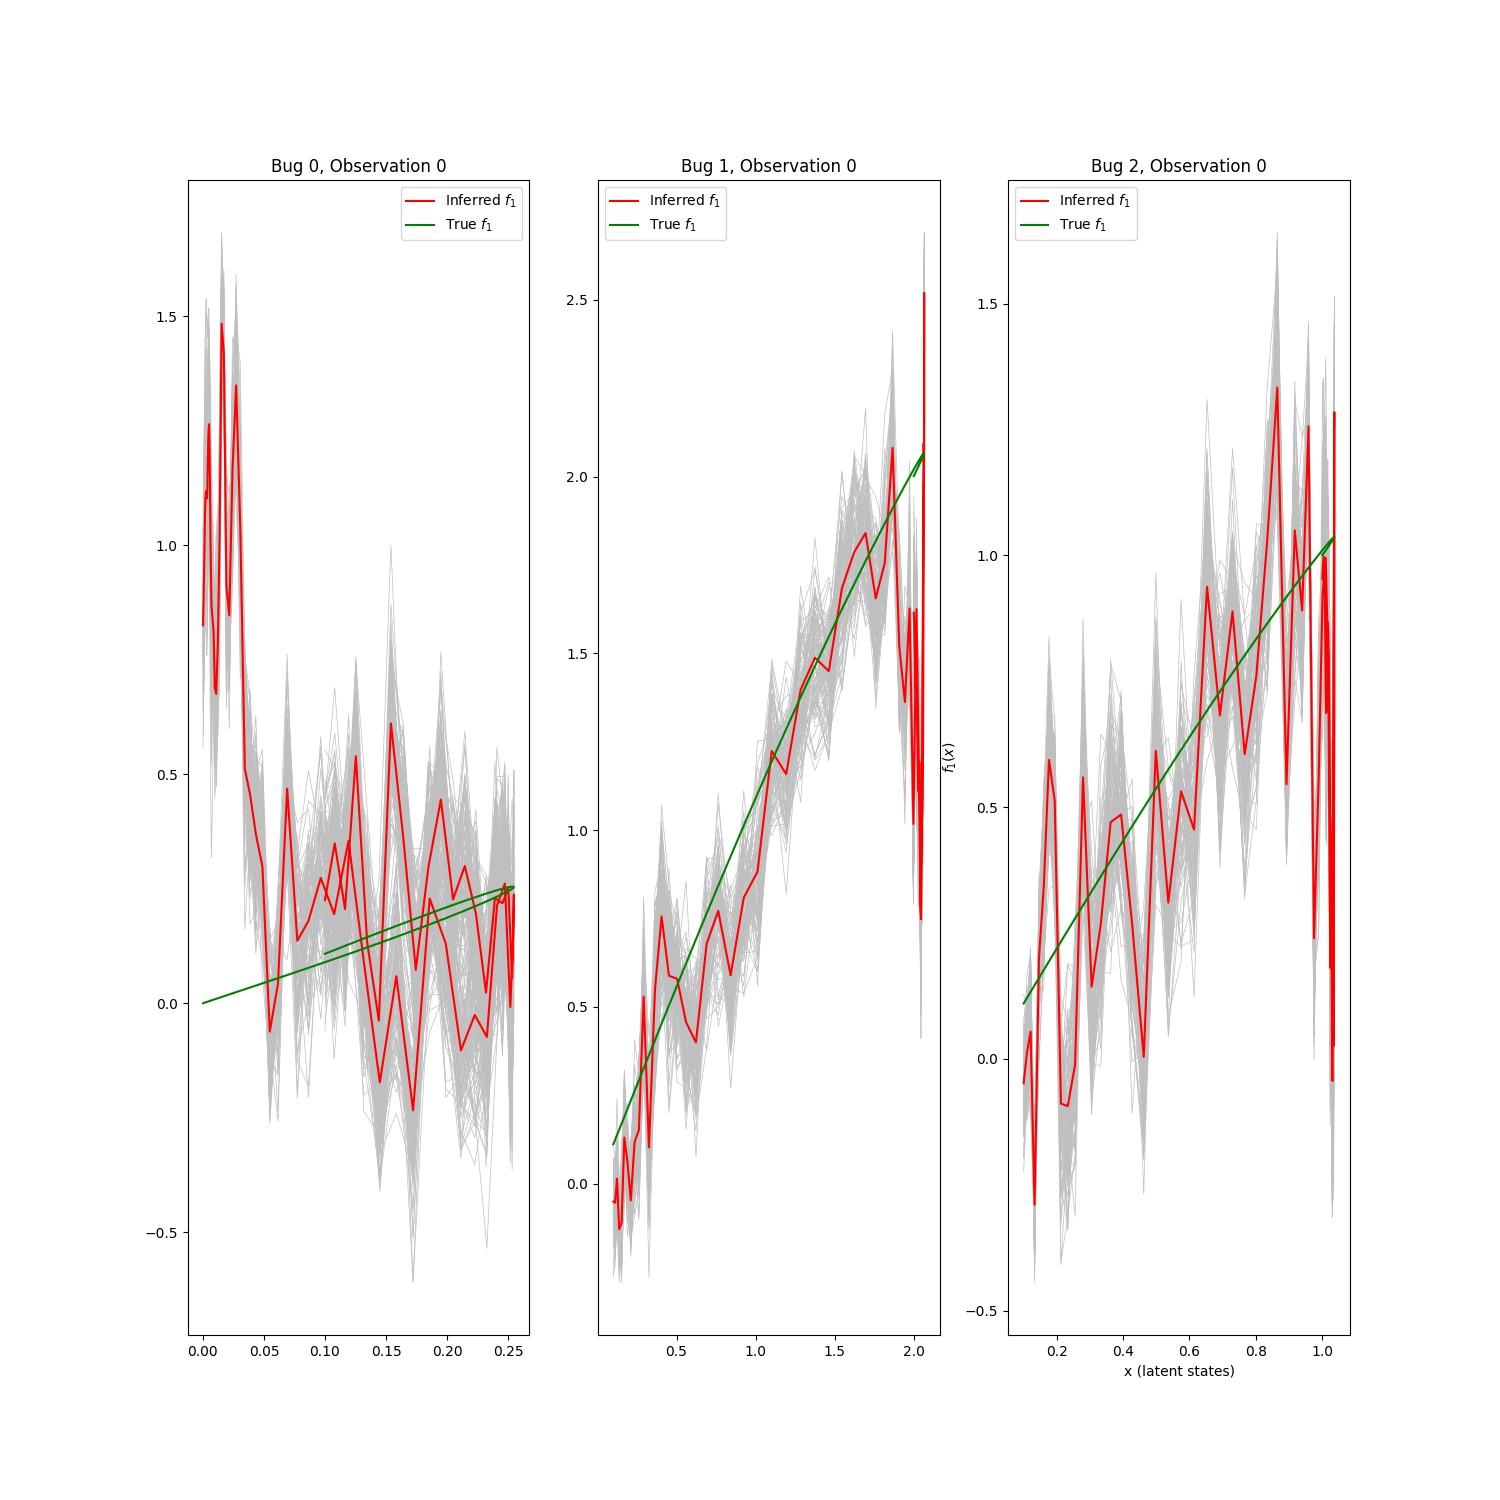 Bug 0, Observation 0
Inferred f₁
True f₁
1.5
1.0
0.5
0.0
−0.5
0.00 0.05 0.10 0.15 0.20 0.25
Bug 1, Observation 0
Inferred f₁
True f₁
2.5
2.0
1.5
1.0
0.5
0.0
0.5 1.0 1.5 2.0
Bug 2, Observation 0
Inferred f₁
True f₁
f₁(x)
1.5
1.0
0.5
0.0
−0.5
0.2 0.4 0.6 0.8 1.0
x (latent states)